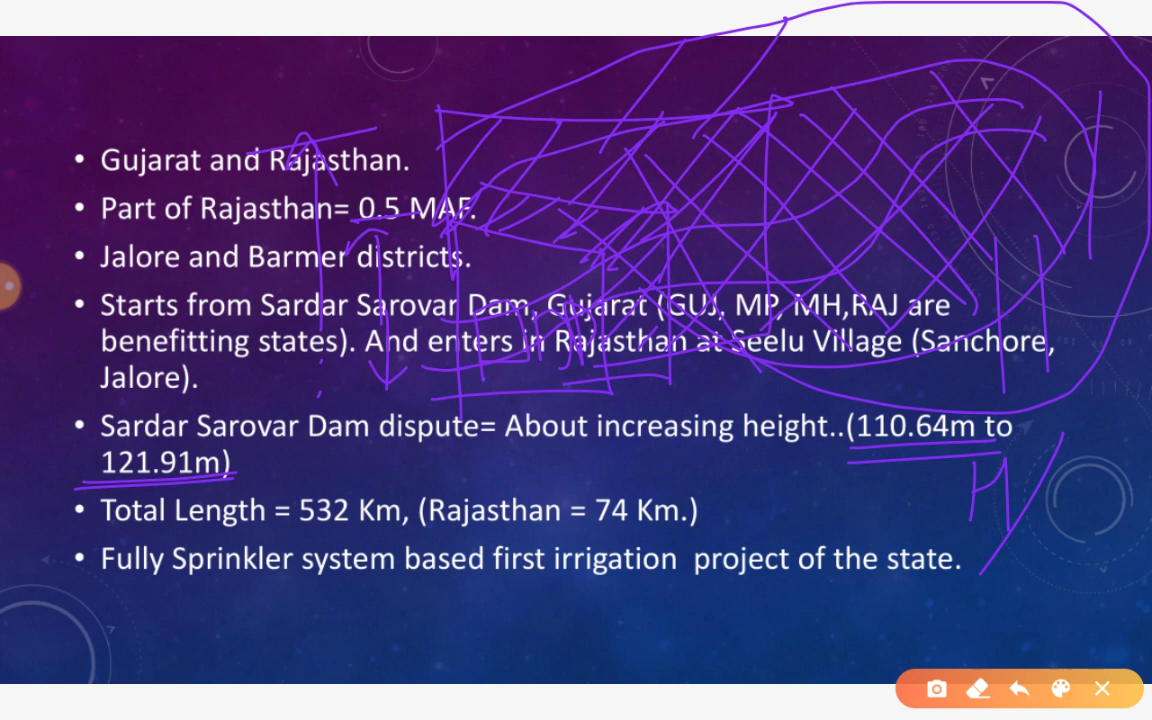 • Gujarat and Rajasthan.
• Part of Rajasthan= 0.5 MAF.
• Jalore and Barmer districts.
• Starts from Sardar Sarovar Dam, Gujarat (GUJ, MP, MH,RAJ are
benefitting states). And enters in Rajasthan at Seelu Village (Sanchore,
Jalore).
• Sardar Sarovar Dam dispute= About increasing height..(110.64m to
121.91m)
• Total Length = 532 Km, (Rajasthan = 74 Km.)
• Fully Sprinkler system based first irrigation  project of the state.